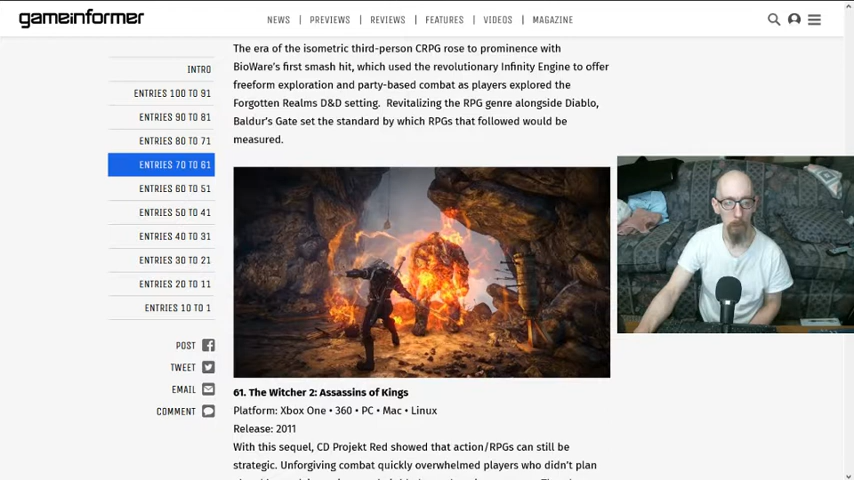 gameinformer
NEWS | PREVIEWS | REVIEWS | FEATURES | VIDEOS | MAGAZINE
INTRO
ENTRIES 100 TO 91
ENTRIES 90 TO 81
ENTRIES 80 TO 71
ENTRIES 70 TO 61
ENTRIES 60 TO 51
ENTRIES 50 TO 41
ENTRIES 40 TO 31
ENTRIES 30 TO 21
ENTRIES 20 TO 11
ENTRIES 10 TO 1
POST
TWEET
EMAIL
COMMENT
The era of the isometric third-person CRPG rose to prominence with
BioWare's first smash hit, which used the revolutionary Infinity Engine to offer
freeform exploration and party-based combat as players explored the
Forgotten Realms D&D setting. Revitalizing the RPG genre alongside Diablo,
Baldur's Gate set the standard by which RPGs that followed would be
measured.
61. The Witcher 2: Assassins of Kings
Platform: Xbox One • 360 • PC • Mac • Linux
Release: 2011
With this sequel, CD Projekt Red showed that action/RPGs can still be
strategic. Unforgiving combat quickly overwhelmed players who didn't plan